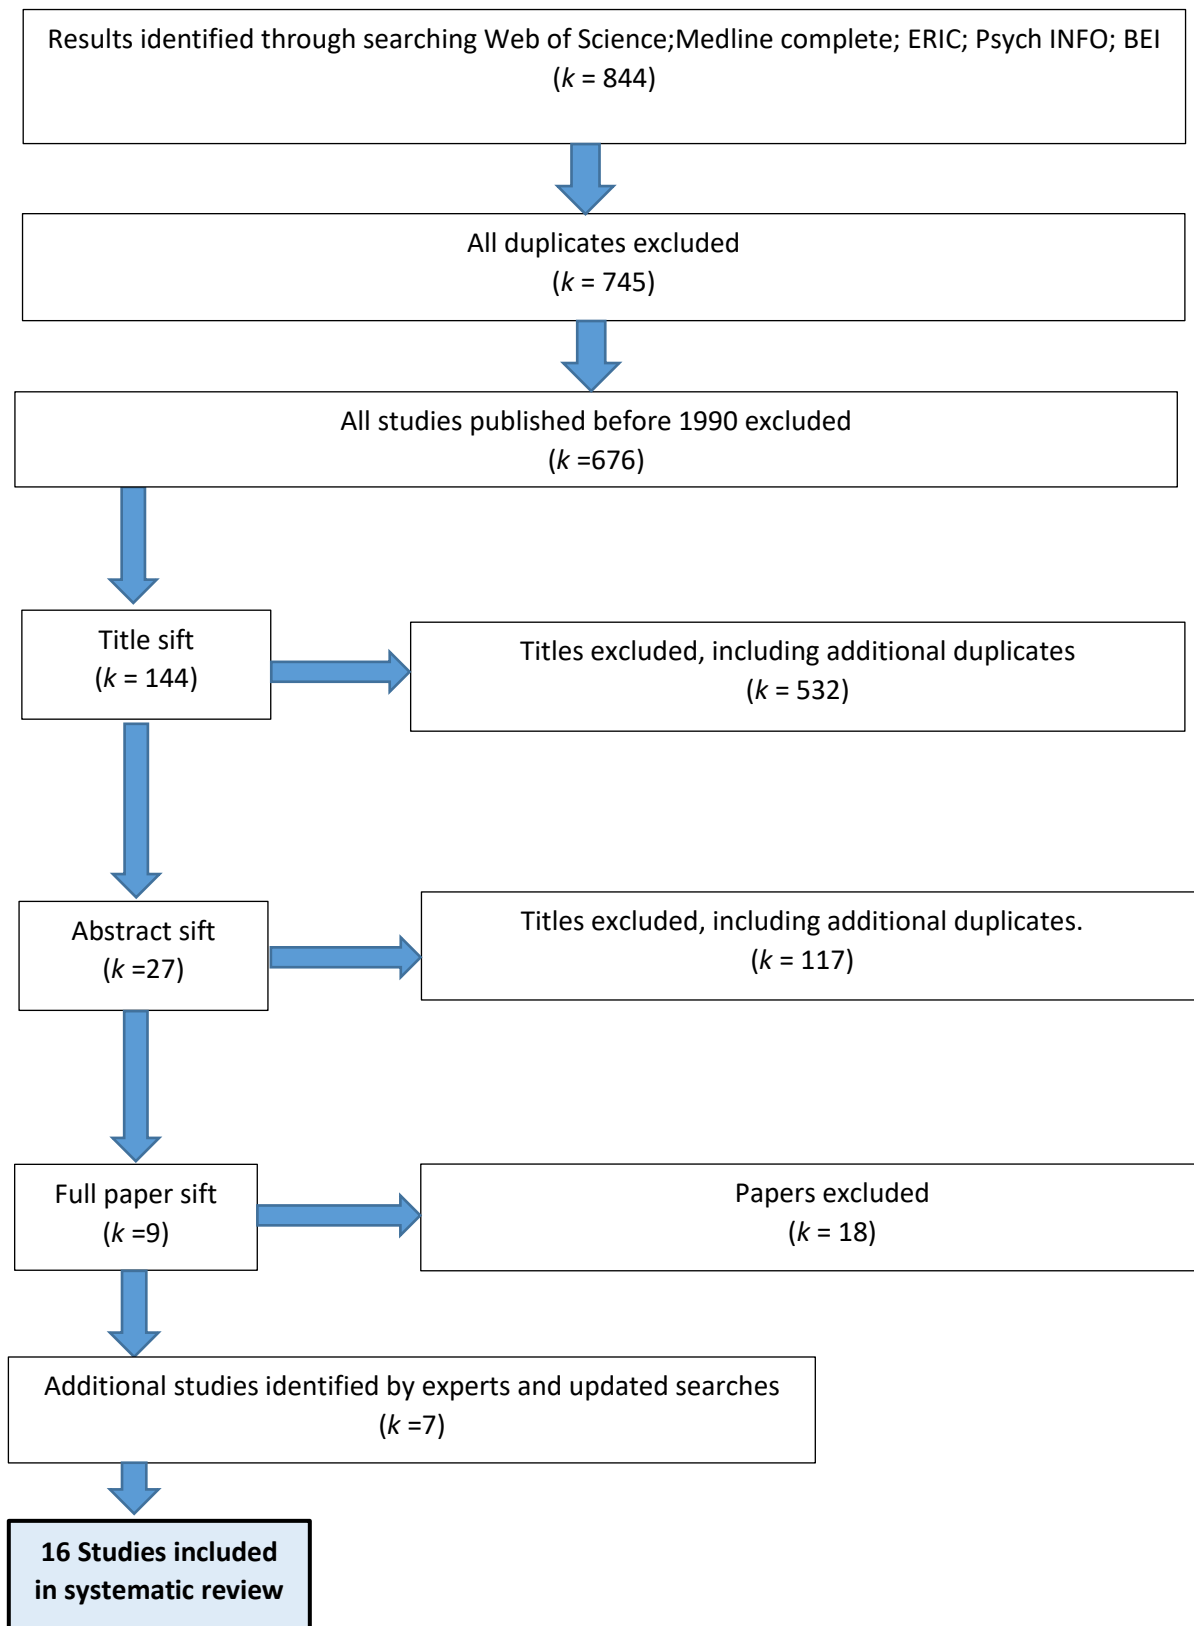 Results identified through searching Web of Science;Medline complete; ERIC; Psych INFO; BEI
(k = 844)
All duplicates excluded
(k = 745)
All studies published before 1990 excluded
(k =676)
Title sift
(k = 144)
Titles excluded, including additional duplicates
(k = 532)
Abstract sift
(k =27)
Titles excluded, including additional duplicates.
(k = 117)
Full paper sift
(k =9)
Papers excluded
(k = 18)
Additional studies identified by experts and updated searches
(k =7)
16 Studies included
in systematic review